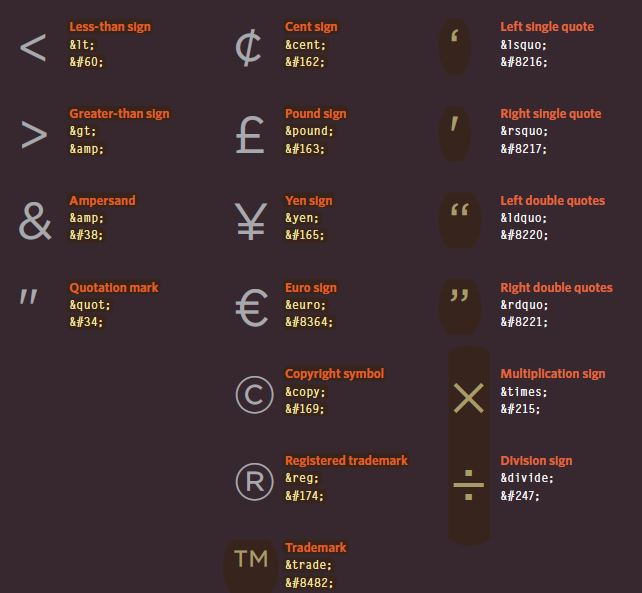 <
Less-than sign
&lt;
&#60;
>
Greater-than sign
&gt;
&amp;
&
Ampersand
&amp;
&#38;
"
Quotation mark
&quot;
&#34;
¢
Cent sign
&cent;
&#162;
£
Pound sign
&pound;
&#163;
¥
Yen sign
&yen;
&#165;
€
Euro sign
&euro;
&#8364;
©
Copyright symbol
&copy;
&#169;
®
Registered trademark
&reg;
&#174;
™
Trademark
&trade;
&#8482;
‘
Left single quote
&lsquo;
&#8216;
'
Right single quote
&rsquo;
&#8217;
“
Left double quotes
&ldquo;
&#8220;
”
Right double quotes
&rdquo;
&#8221;
×
Multiplication sign
&times;
&#215;
÷
Division sign
&divide;
&#247;